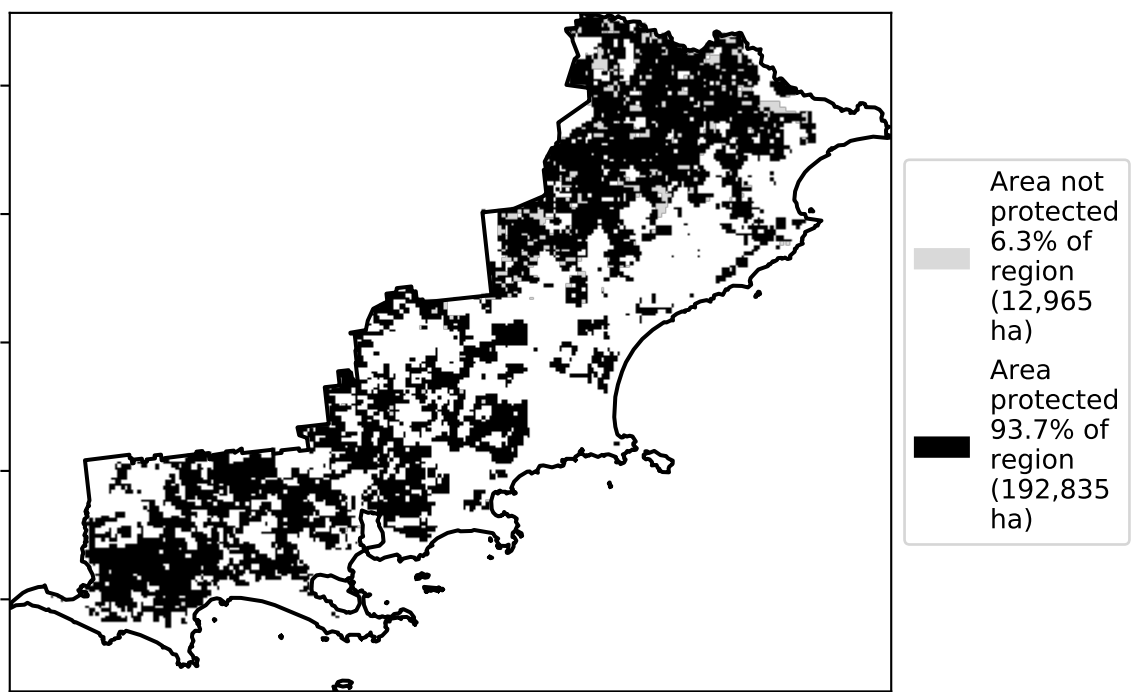 Area not
protected
6.3% of
region
(12,965
ha)
Area
protected
93.7% of
region
(192,835
ha)